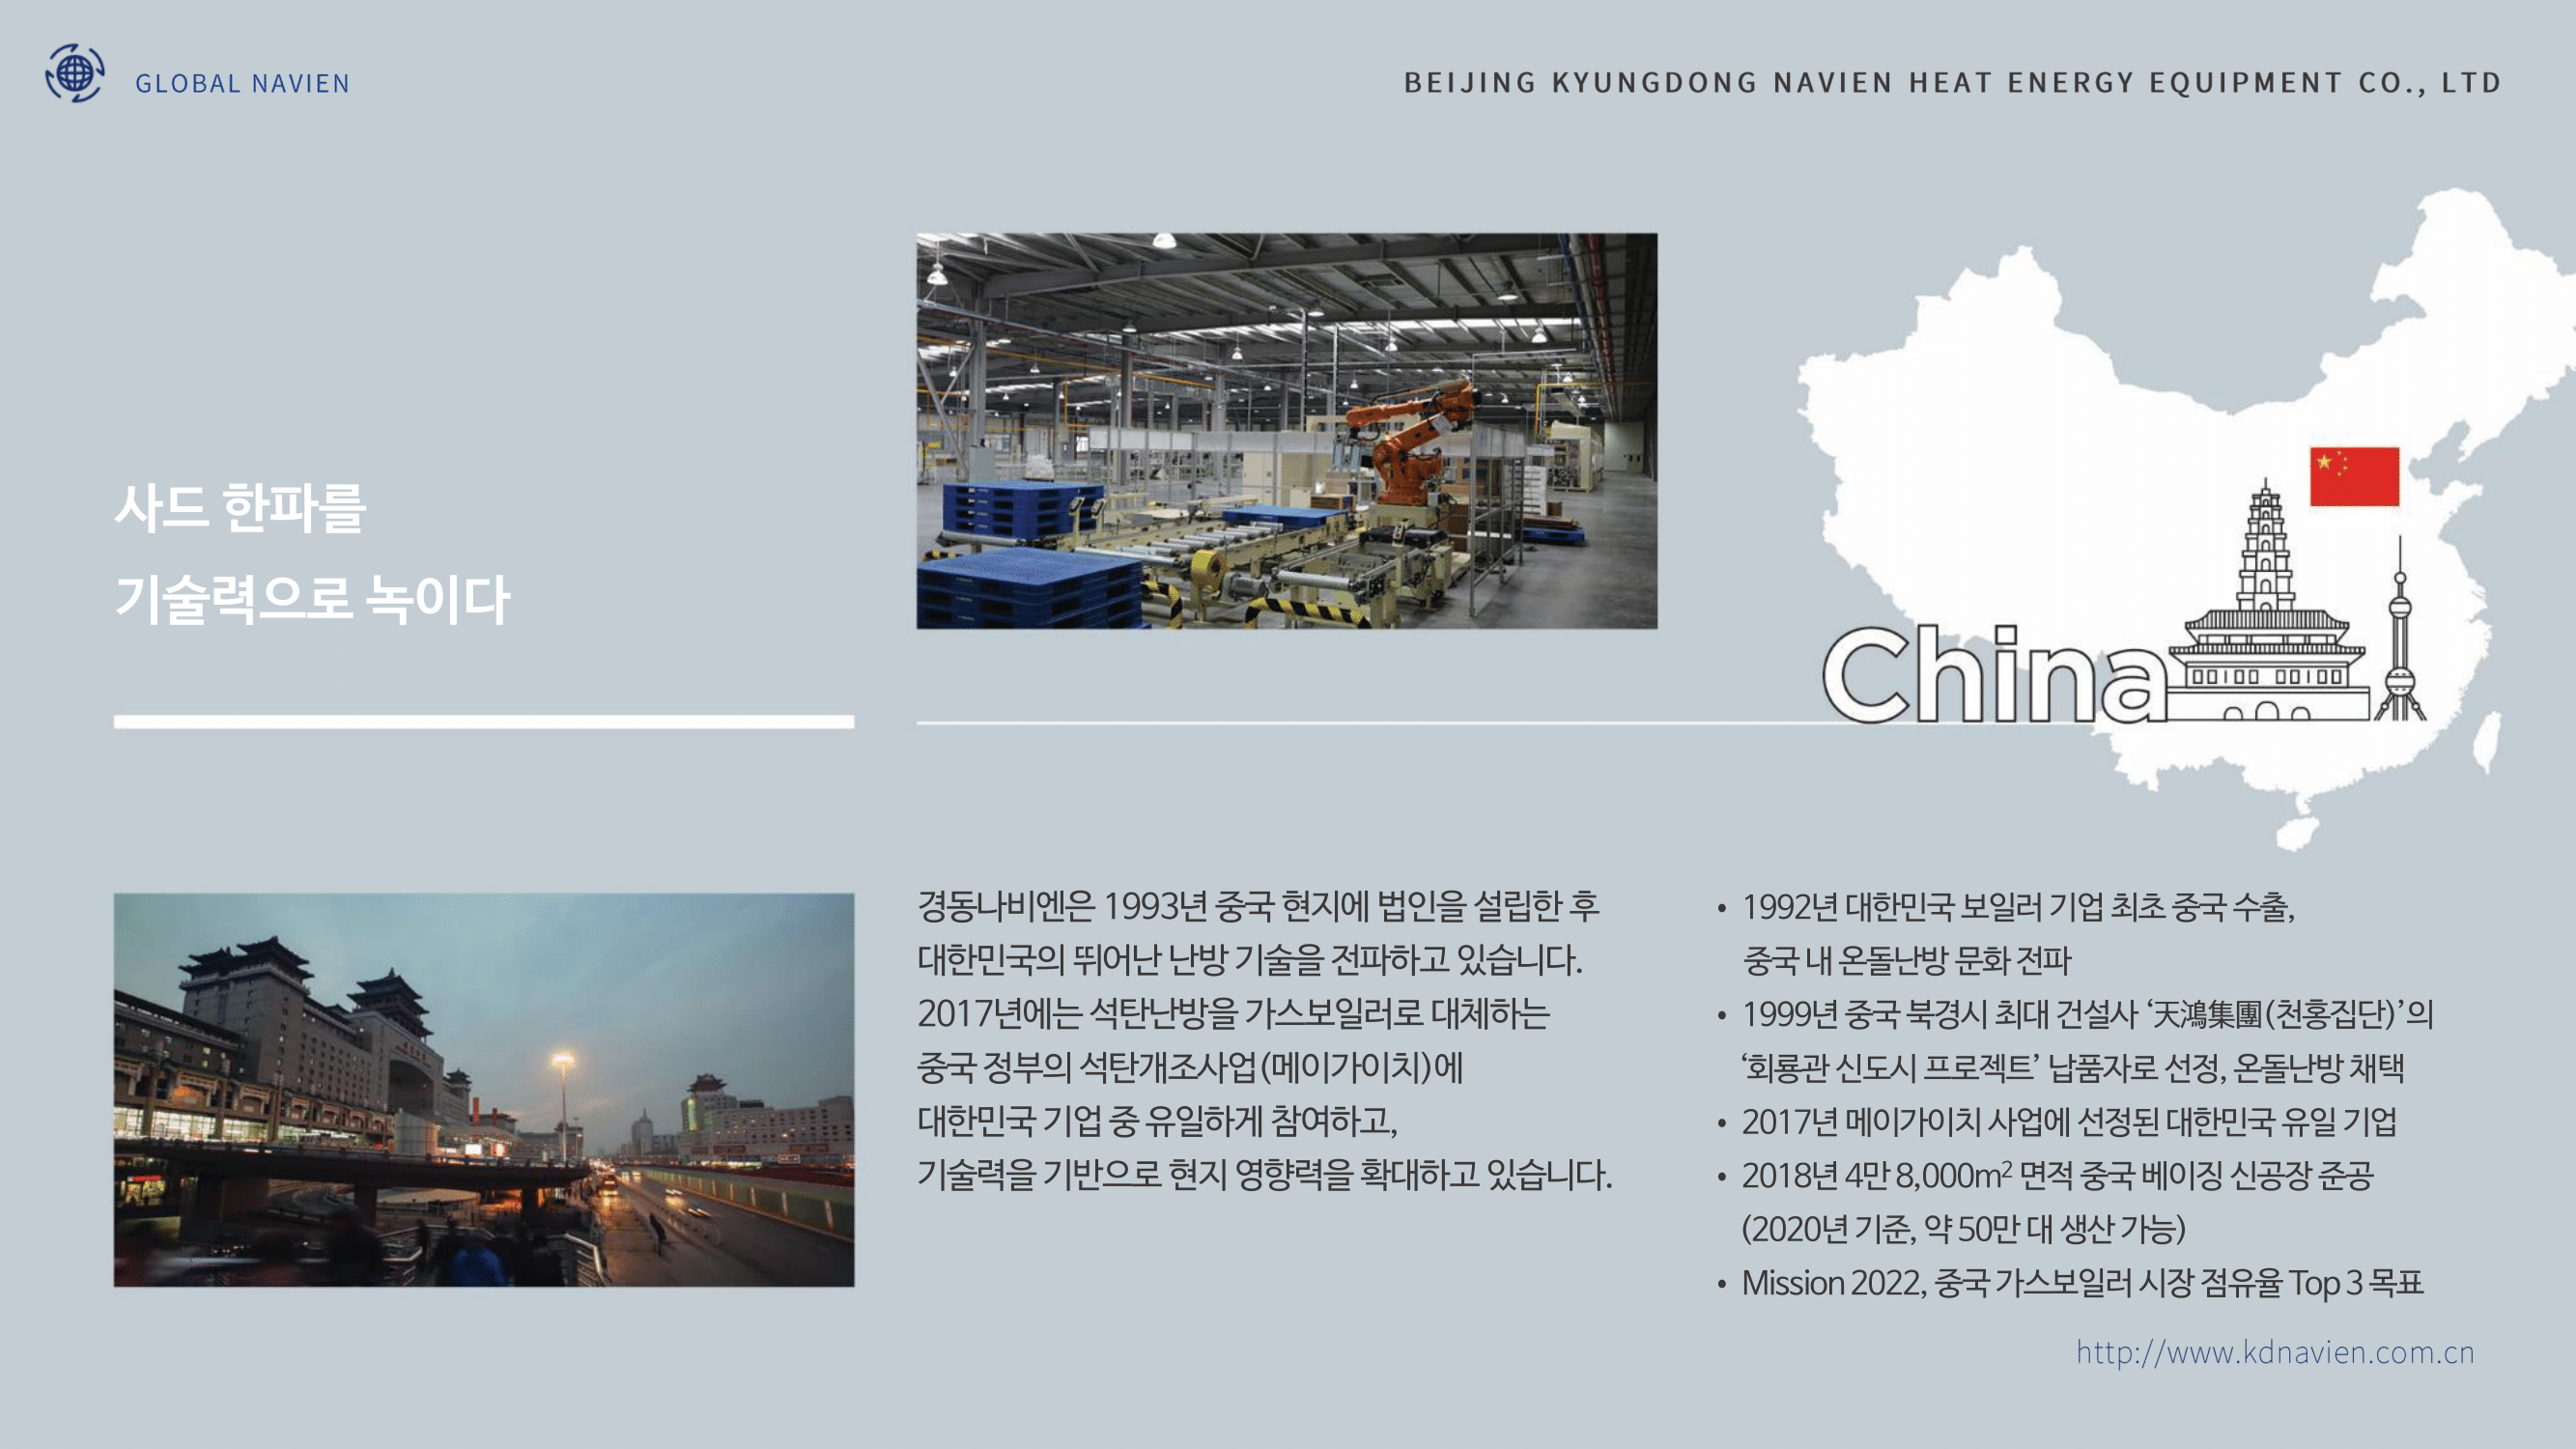 GLOBAL NAVIEN
BEIJING KYUNGDONG NAVIEN HEAT ENERGY EQUIPMENT CO., LTD
사드 한파를
기술력으로 녹이다
China
경동나비엔은 1993년 중국 현지에 법인을 설립한 후
대한민국의 뛰어난 난방 기술을 전파하고 있습니다.
2017년에는 석탄난방을 가스보일러로 대체하는
중국 정부의 석탄개조사업(메이가이치)에
대한민국 기업 중 유일하게 참여하고,
기술력을 기반으로 현지 영향력을 확대하고 있습니다.
• 1992년 대한민국 보일러 기업 최초 중국 수출,
중국 내 온돌난방 문화 전파
• 1999년 중국 북경시 최대 건설사 ‘天鴻集團(천홍집단)’의
‘회룡관 신도시 프로젝트’ 납품자로 선정, 온돌난방 채택
• 2017년 메이가이치 사업에 선정된 대한민국 유일 기업
• 2018년 4만 8,000m² 면적 중국 베이징 신공장 준공
(2020년 기준, 약 50만 대 생산 가능)
• Mission 2022, 중국 가스보일러 시장 점유율 Top 3 목표
http://www.kdnavien.com.cn